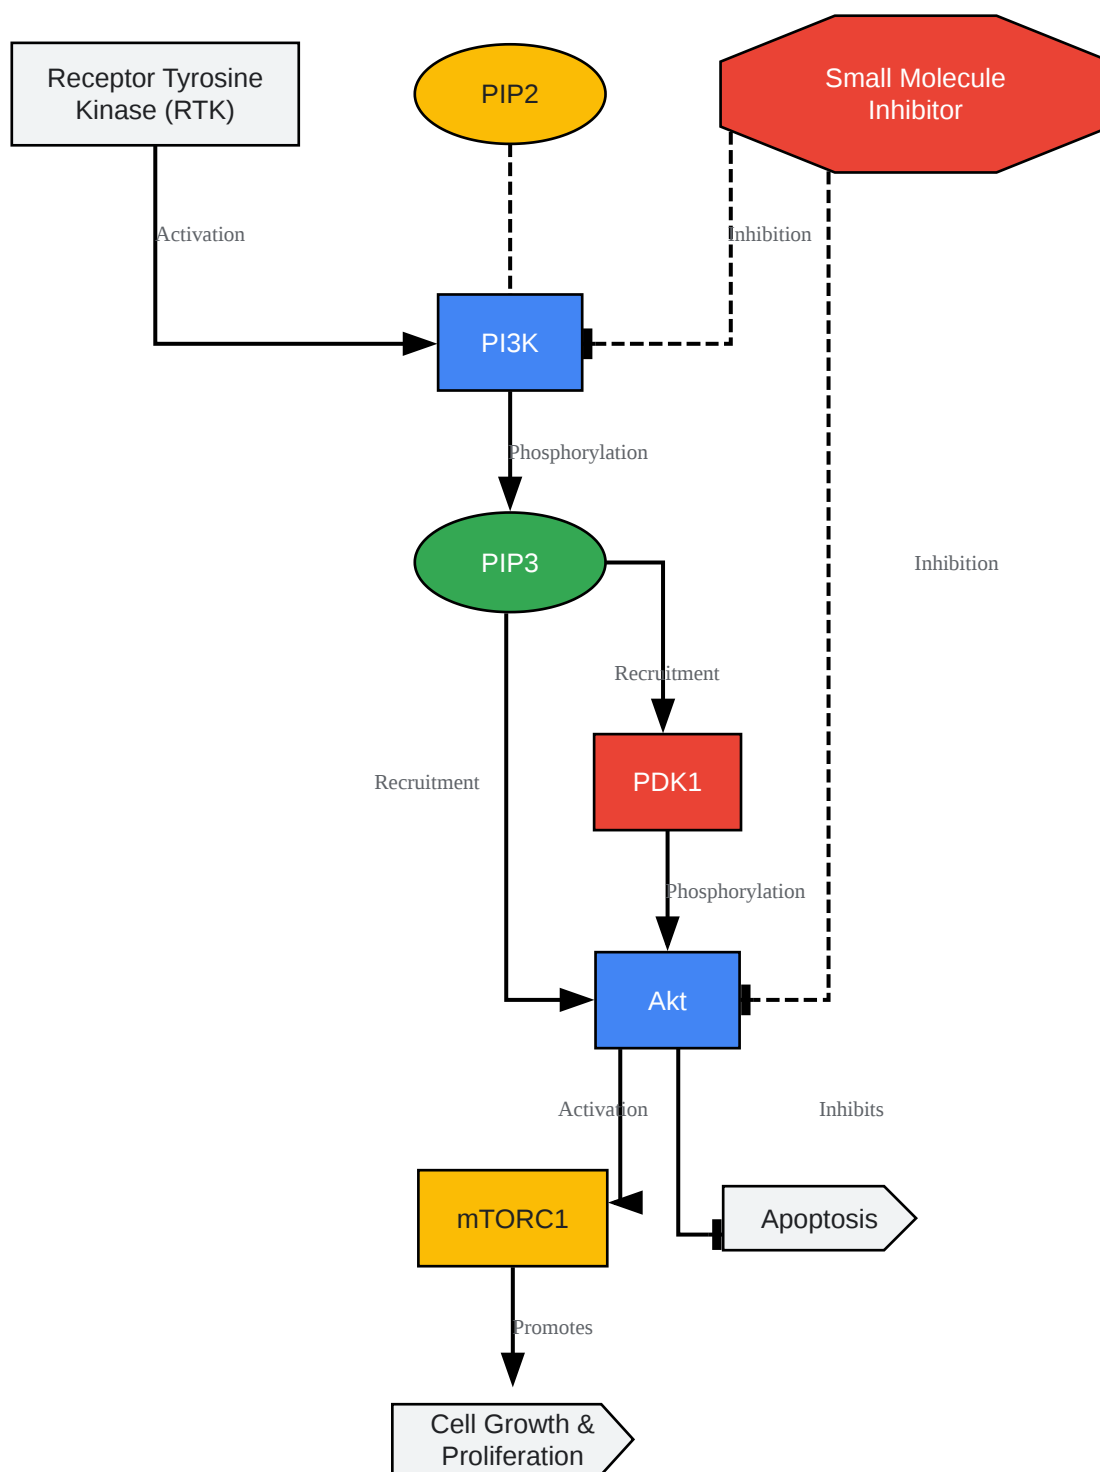 Receptor Tyrosine
Kinase (RTK)
PIP2
Small Molecule
Inhibitor
Activation
Inhibition
PI3K
Phosphorylation
PIP3
Inhibition
Recruitment
Recruitment
PDK1
Phosphorylation
Akt
Activation
Inhibits
mTORC1
Apoptosis
Promotes
Cell Growth &
Proliferation